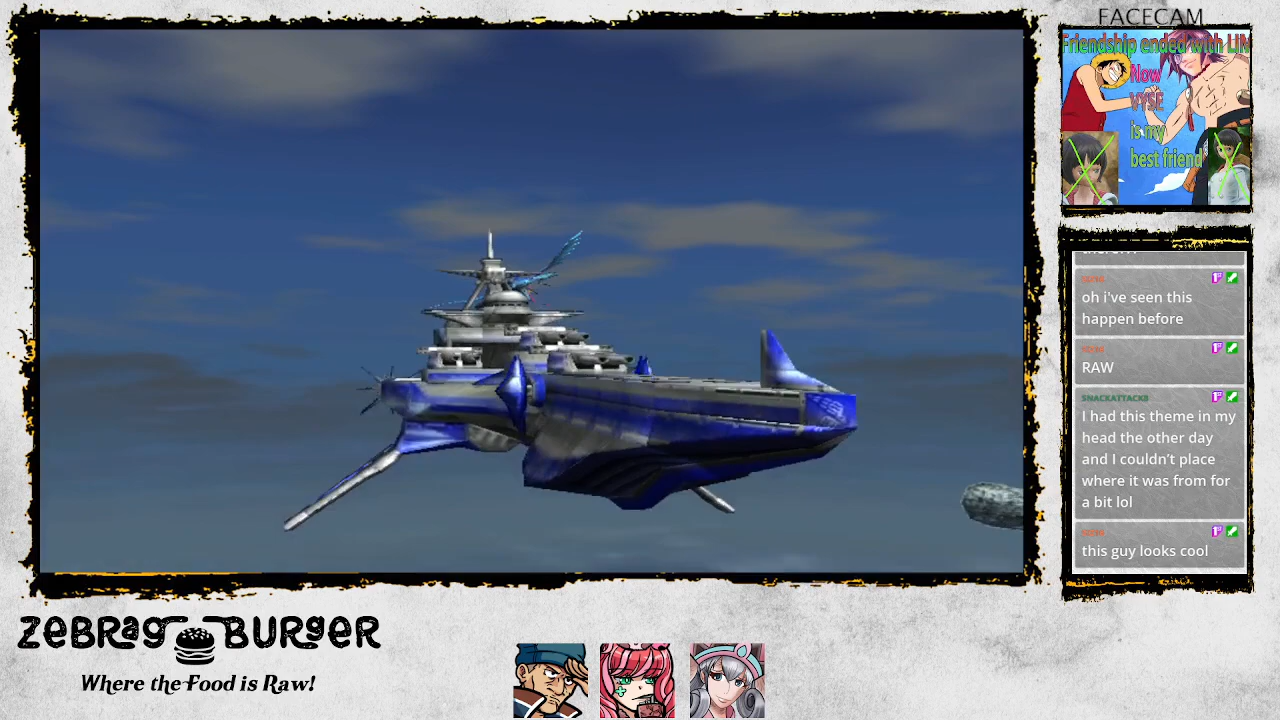 FACECAM
Friendship ended with LIN
Now
VYSE
is my
best friend
oh i've seen this
happen before
RAW
SNACKATTACK8
I had this theme in my
head the other day
and I couldn't place
where it was from for
a bit lol
this guy looks cool
ZEBRAG BURGER
Where the Food is Raw!